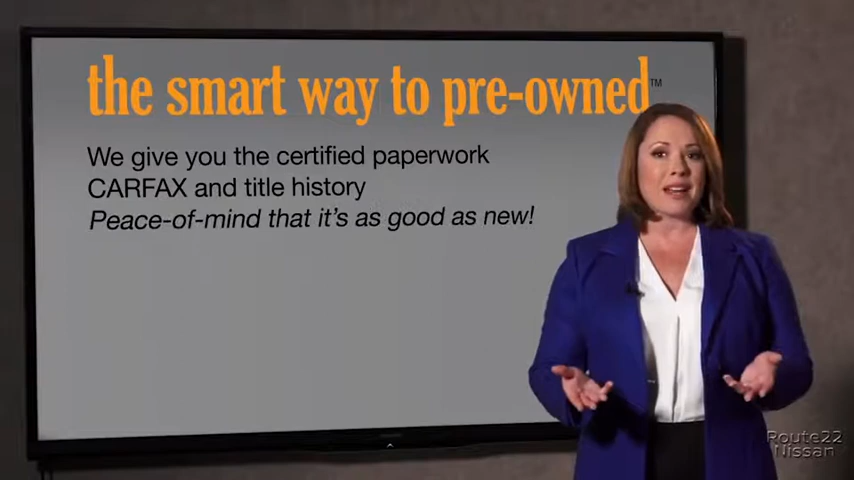 the smart way to pre-owned™
We give you the certified paperwork
CARFAX and title history
Peace-of-mind that it's as good as new!
Route22
Nissan